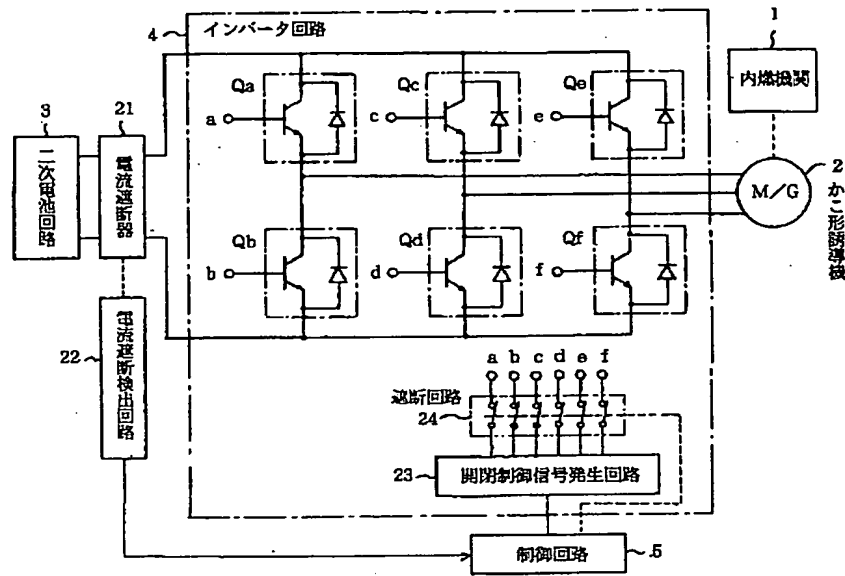 4
インバータ回路
1
内燃機関
Qa
Qc
Qe
3
21
a
c
e
二次電池回路
電流遮断器
M/G
2
かご形誘導機
Qb
Qd
Qf
b
d
f
22
電流遮断検出回路
a b c d e f
遮断回路
24
23
開閉制御信号発生回路
制御回路
5